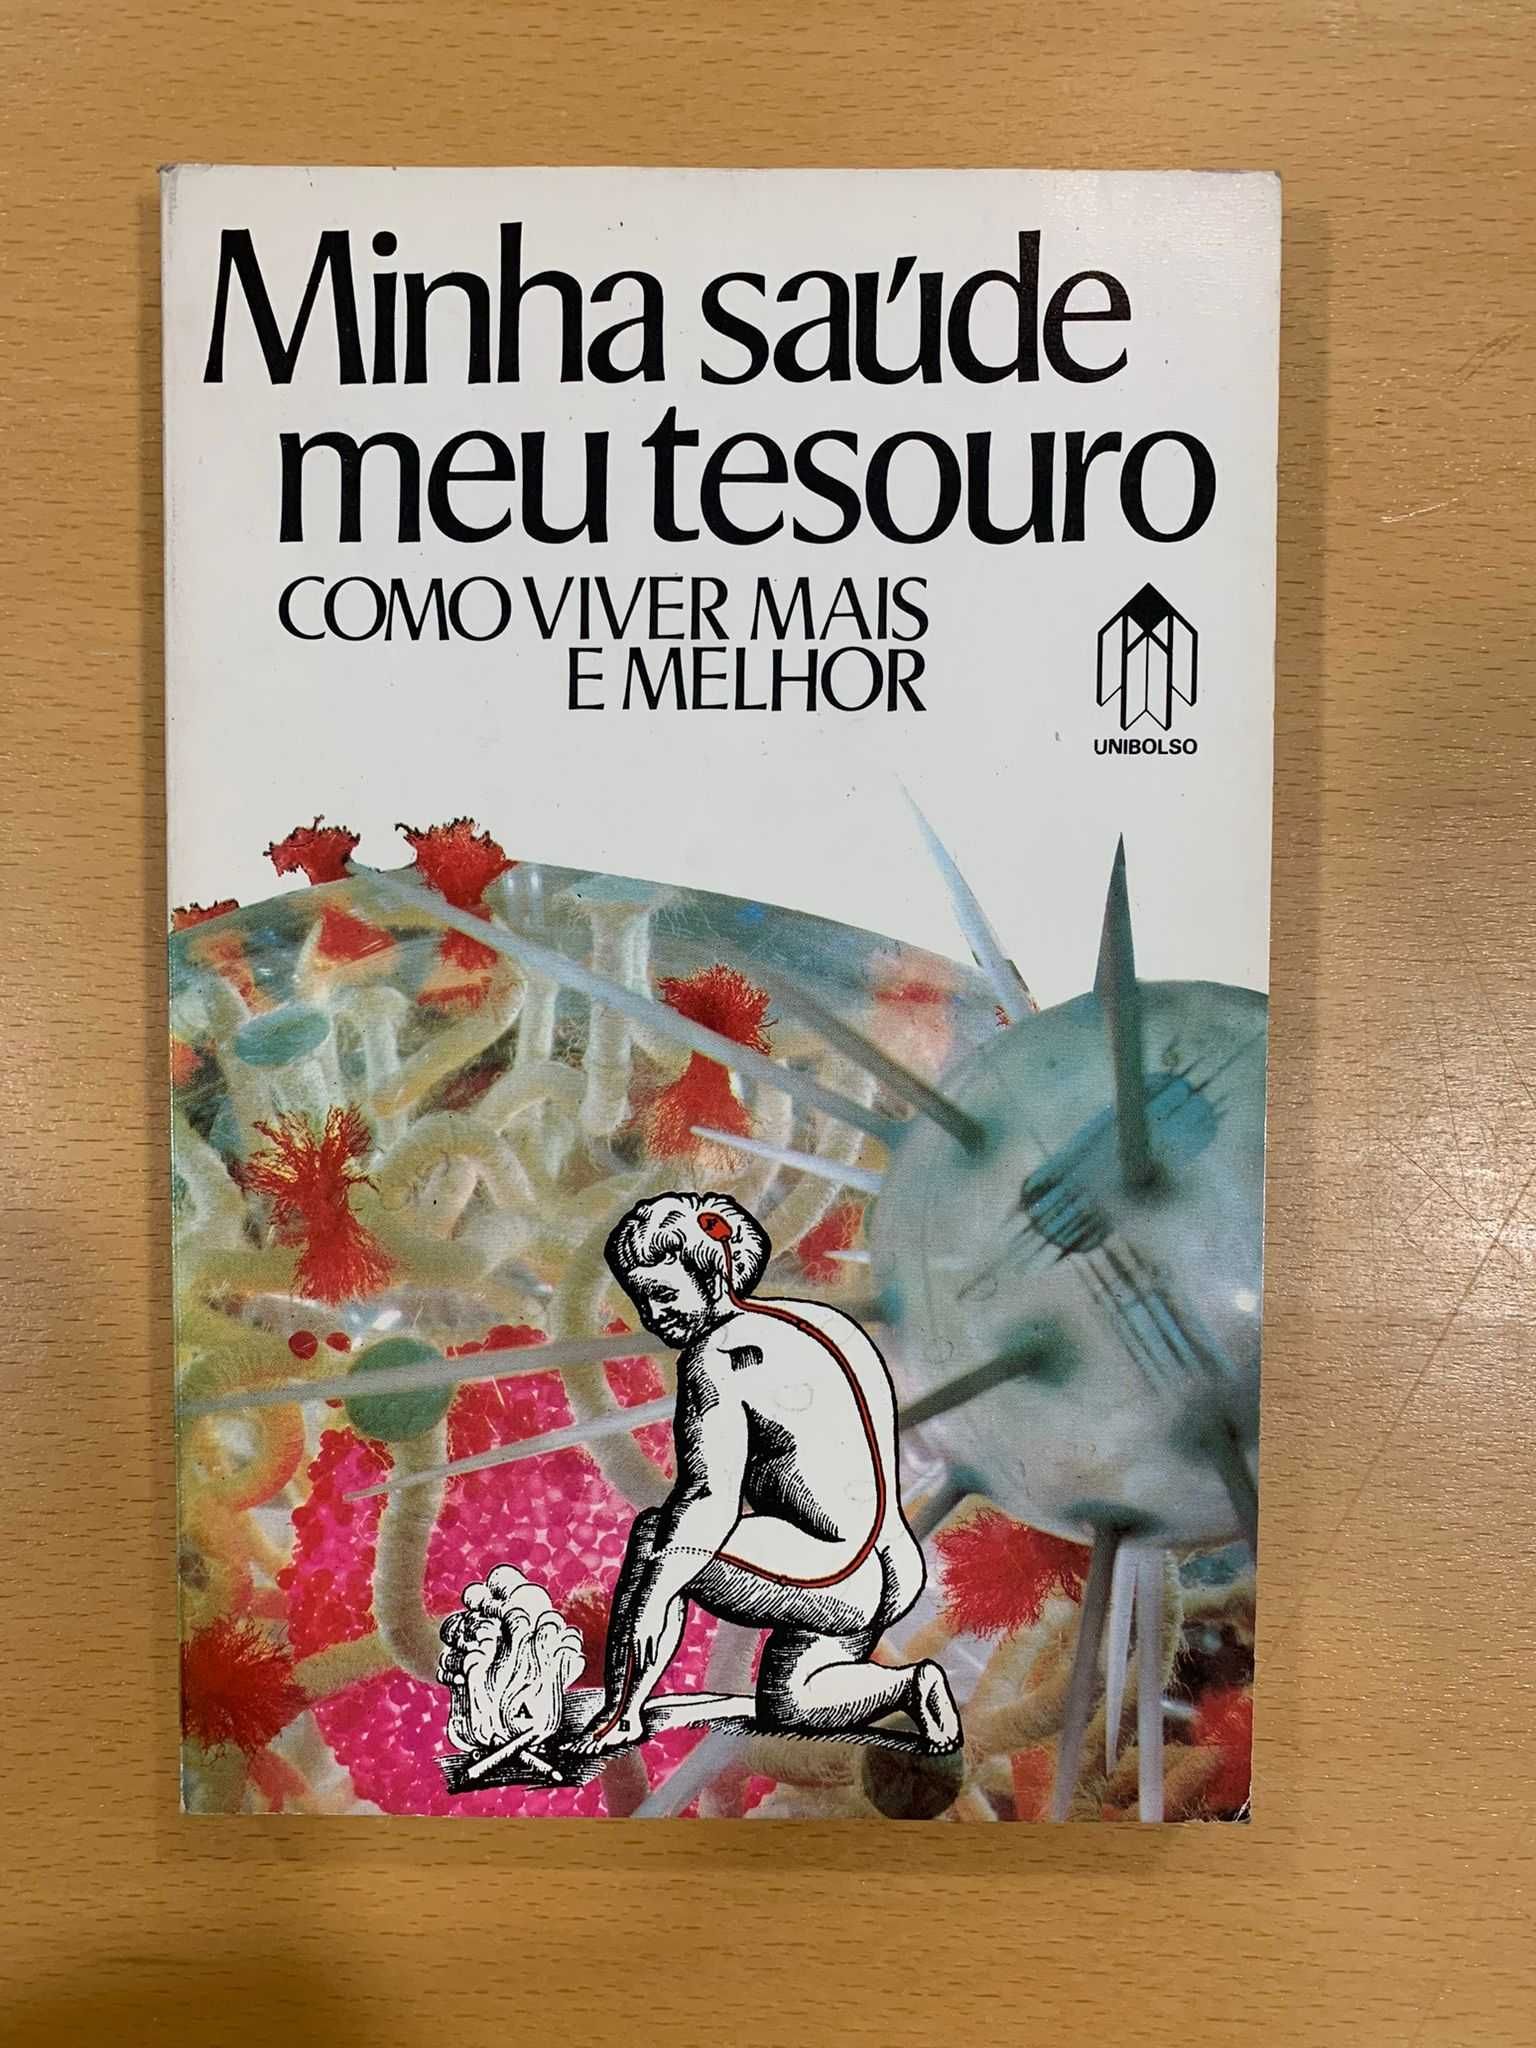 Minha saúde
meu tesouro
COMO VIVER MAIS
E MELHOR
UNIBOLSO
F
A
B